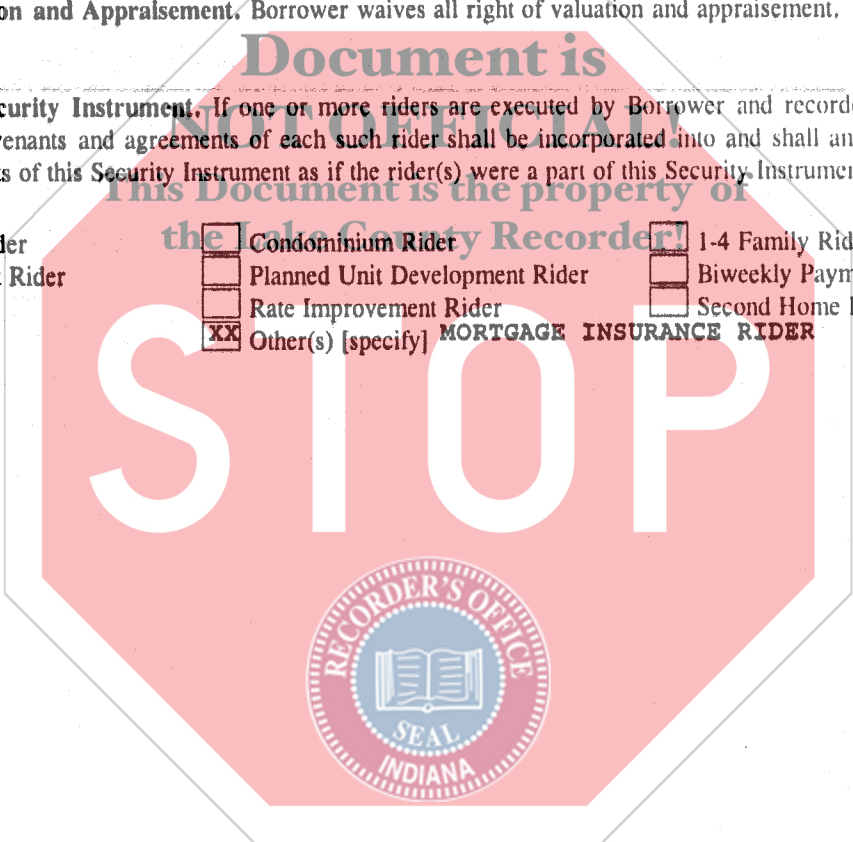 on and Appraisement. Borrower waives all right of valuation and appraisement.
Document is
curity Instrument. If one or more riders are executed by Borrower and recorde
NOT OFFICIAL!
enants and agreements of each such rider shall be incorporated into and shall an
s of this Security Instrument as if the rider(s) were a part of this Security Instrumen
This Document is the property of
the Lake County Recorder!
der
Condominium Rider
1-4 Family Rid
Rider
Planned Unit Development Rider
Biweekly Paym
Rate Improvement Rider
Second Home
XX Other(s) [specify] MORTGAGE INSURANCE RIDER
STOP
RECORDER'S OFFICE
SEAL
INDIANA